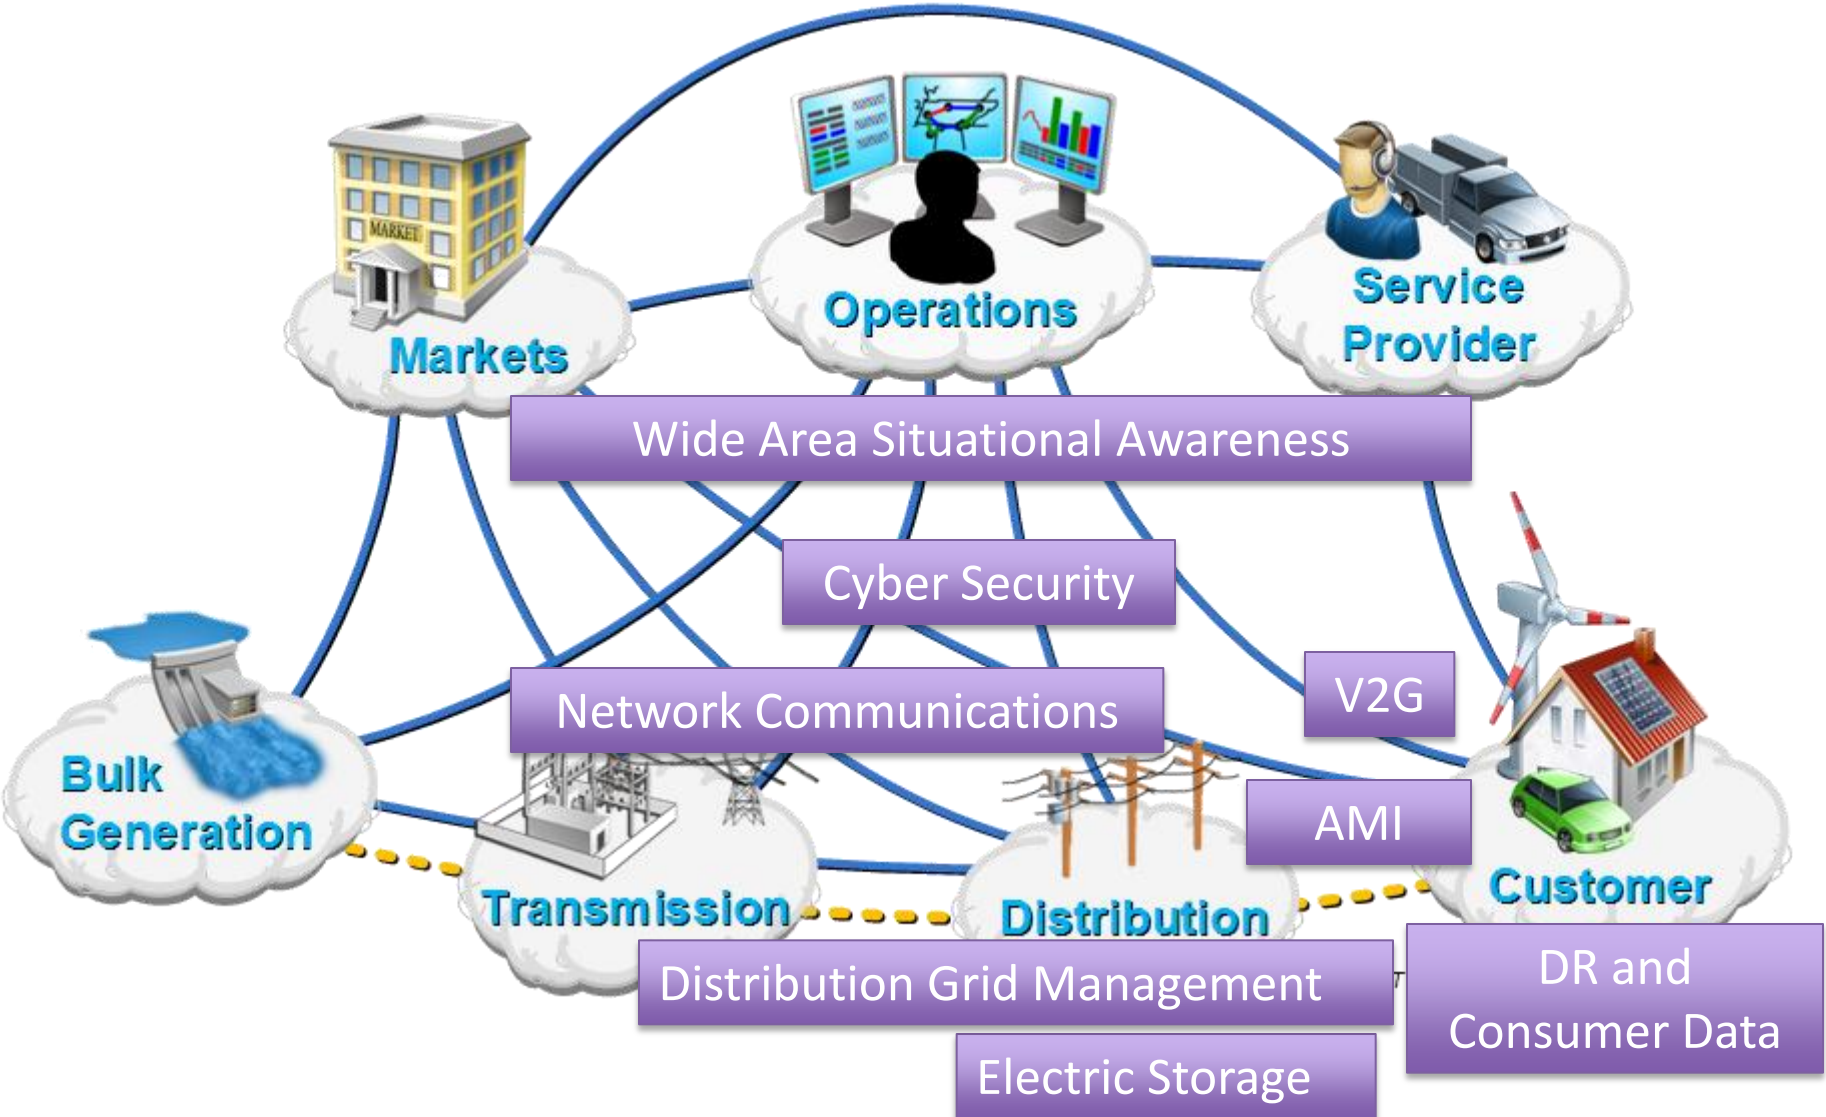 MARKET
Markets
Operations
Service
Provider
Wide Area Situational Awareness
Cyber Security
Network Communications
V2G
AMI
Bulk
Generation
Transmission
Distribution
Customer
Distribution Grid Management
DR and
Consumer Data
Electric Storage